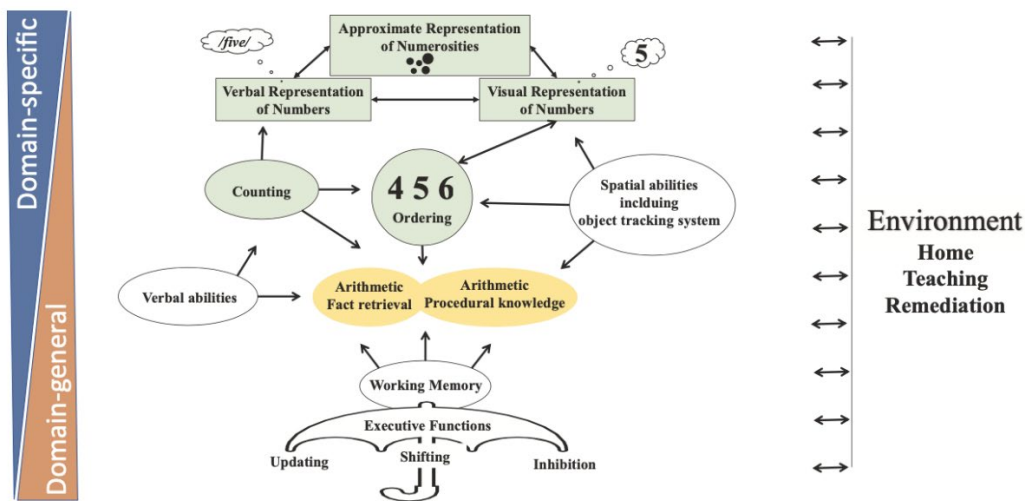 Domain-specific
Domain-general
Approximate Representation
of Numerosities
/five/
5
Verbal Representation
of Numbers
Visual Representation
of Numbers
Counting
4 5 6
Ordering
Spatial abilities
inclduing
object tracking system
Verbal abilities
Arithmetic
Fact retrieval
Arithmetic
Procedural knowledge
Working Memory
Executive Functions
Updating
Shifting
Inhibition
Environment
Home
Teaching
Remediation